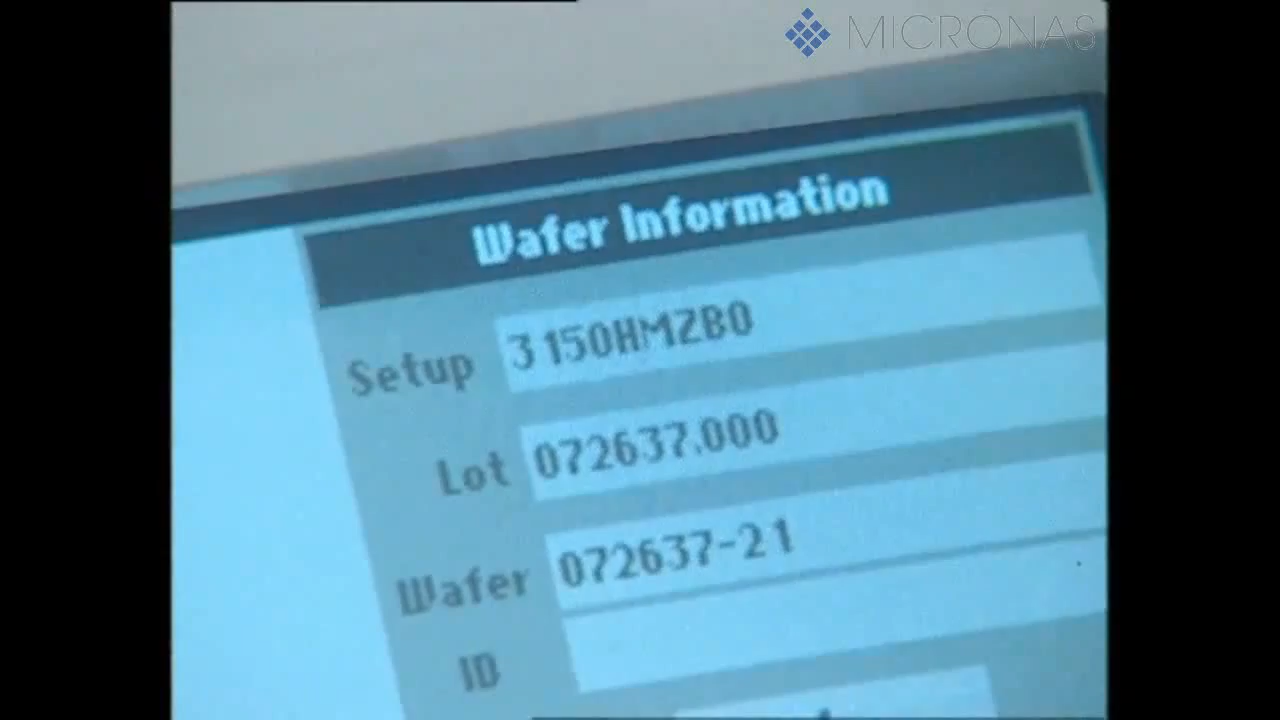 MICRONAS
Wafer Information
Setup 3150HMZB0
Lot 072637.000
Wafer 072637-21
ID